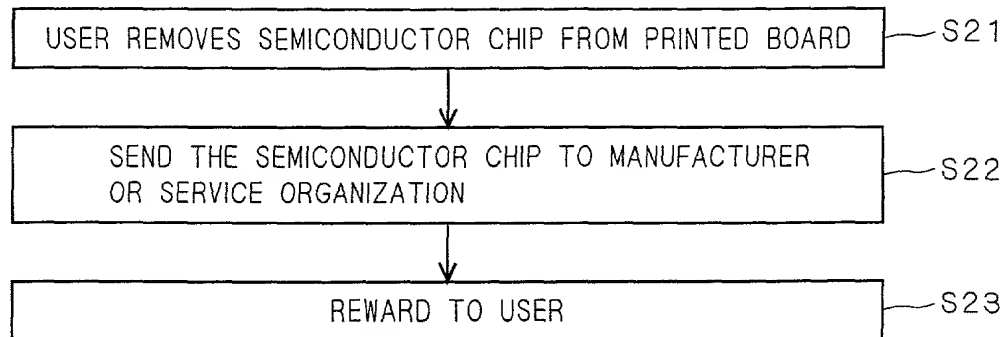 USER REMOVES SEMICONDUCTOR CHIP FROM PRINTED BOARD
S21
SEND THE SEMICONDUCTOR CHIP TO MANUFACTURER
OR SERVICE ORGANIZATION
S22
REWARD TO USER
S23